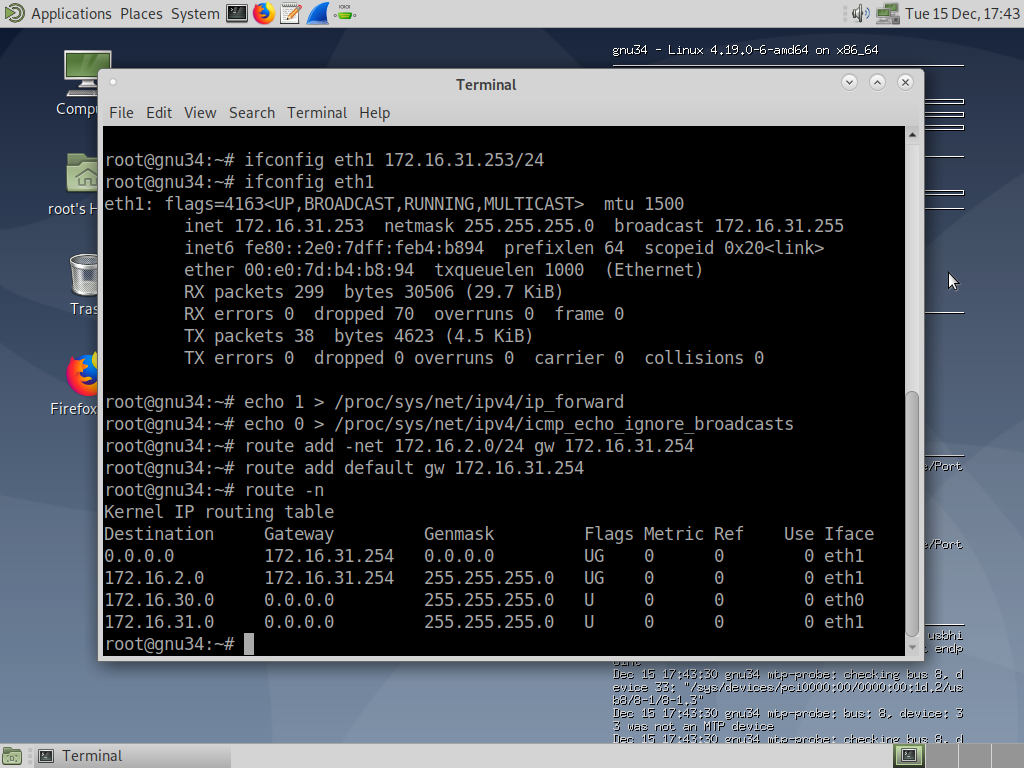 Applications Places System Tue 15 Dec, 17:43
gnu34 - Linux 4.19.0-6-amd64 on x86_64
Terminal
File Edit View Search Terminal Help
root@gnu34:~# ifconfig eth1 172.16.31.253/24
root@gnu34:~# ifconfig eth1
eth1: flags=4163<UP,BROADCAST,RUNNING,MULTICAST>  mtu 1500
        inet 172.16.31.253  netmask 255.255.255.0  broadcast 172.16.31.255
        inet6 fe80::2e0:7dff:feb4:b894  prefixlen 64  scopeid 0x20<link>
        ether 00:e0:7d:b4:b8:94  txqueuelen 1000  (Ethernet)
        RX packets 299  bytes 30506 (29.7 KiB)
        RX errors 0  dropped 70  overruns 0  frame 0
        TX packets 38  bytes 4623 (4.5 KiB)
        TX errors 0  dropped 0 overruns 0  carrier 0  collisions 0
root@gnu34:~# echo 1 > /proc/sys/net/ipv4/ip_forward
root@gnu34:~# echo 0 > /proc/sys/net/ipv4/icmp_echo_ignore_broadcasts
root@gnu34:~# route add -net 172.16.2.0/24 gw 172.16.31.254
root@gnu34:~# route add default gw 172.16.31.254
root@gnu34:~# route -n
Kernel IP routing table
Destination     Gateway         Genmask         Flags Metric Ref    Use Iface
0.0.0.0         172.16.31.254   0.0.0.0         UG    0      0        0 eth1
172.16.2.0      172.16.31.254   255.255.255.0   UG    0      0        0 eth1
172.16.30.0     0.0.0.0         255.255.255.0   U     0      0        0 eth0
172.16.31.0     0.0.0.0         255.255.255.0   U     0      0        0 eth1
root@gnu34:~#
Compu
root's H
Tras
Firefox
e/Port
e/Port
usbhi
t endp
Dec 15 17:43:30 gnu34 mtp-probe: checking bus 8, d
evice 33: "/sys/devices/pci0000:00/0000:00:1d.2/us
b8/8-1/8-1.3"
Dec 15 17:43:30 gnu34 mtp-probe: bus: 8, device: 3
3 was not an MTP device
Dec 15 17:43:30 gnu34 mtp-probe: checking bus 8, d
Terminal